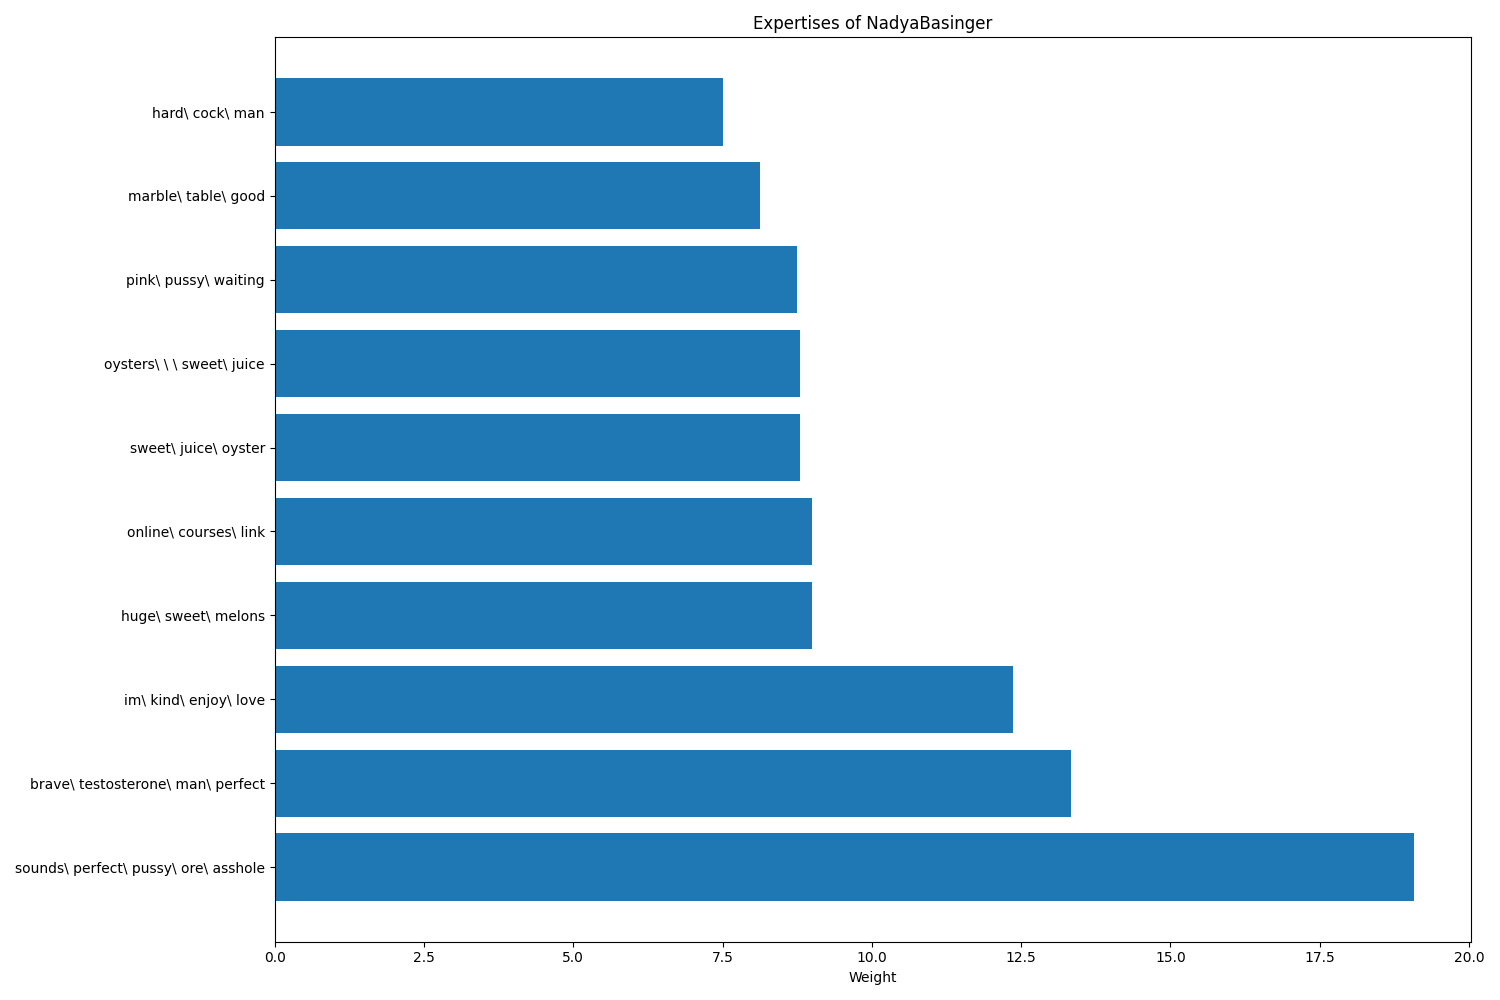 Expertises of NadyaBasinger
hard\ cock\ man
marble\ table\ good
pink\ pussy\ waiting
oysters\ \ \ sweet\ juice
sweet\ juice\ oyster
online\ courses\ link
huge\ sweet\ melons
im\ kind\ enjoy\ love
brave\ testosterone\ man\ perfect
sounds\ perfect\ pussy\ ore\ asshole
0.0 2.5 5.0 7.5 10.0 12.5 15.0 17.5 20.0
Weight